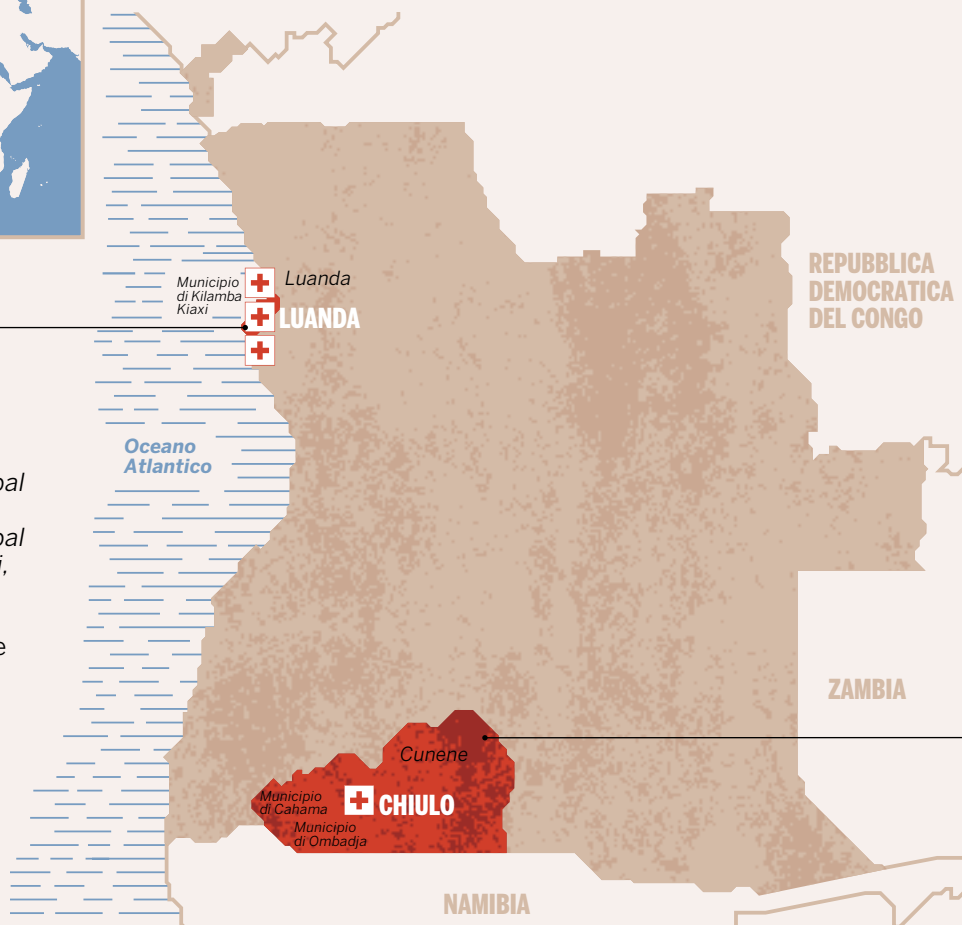 Municipio
di Kilamba
Kiaxi
Luanda
LUANDA
REPUBBLICA
DEMOCRATICA
DEL CONGO
Oceano
Atlantico
ZAMBIA
Cunene
Municipio
di Cahama
CHIULO
Municipio
di Ombadja
NAMIBIA